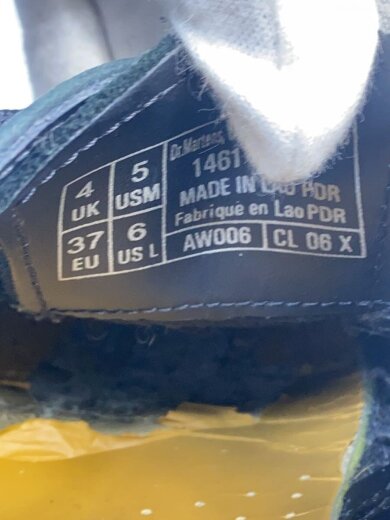 4 UK
5 USM
37 EU
6 US L
Dr. Martens
1461
MADE IN LAO PDR
Fabriqué en Lao PDR
AW006
CL 06 X